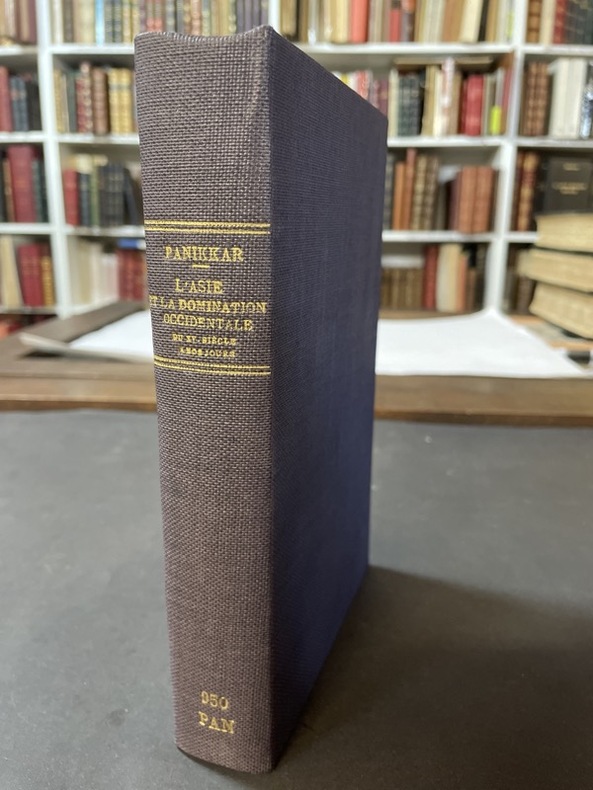 PANIKKAR
L'ASIE
ET LA DOMINATION
OCCIDENTALE
DU XV. SIÈCLE
A NOS JOURS
950
PAN